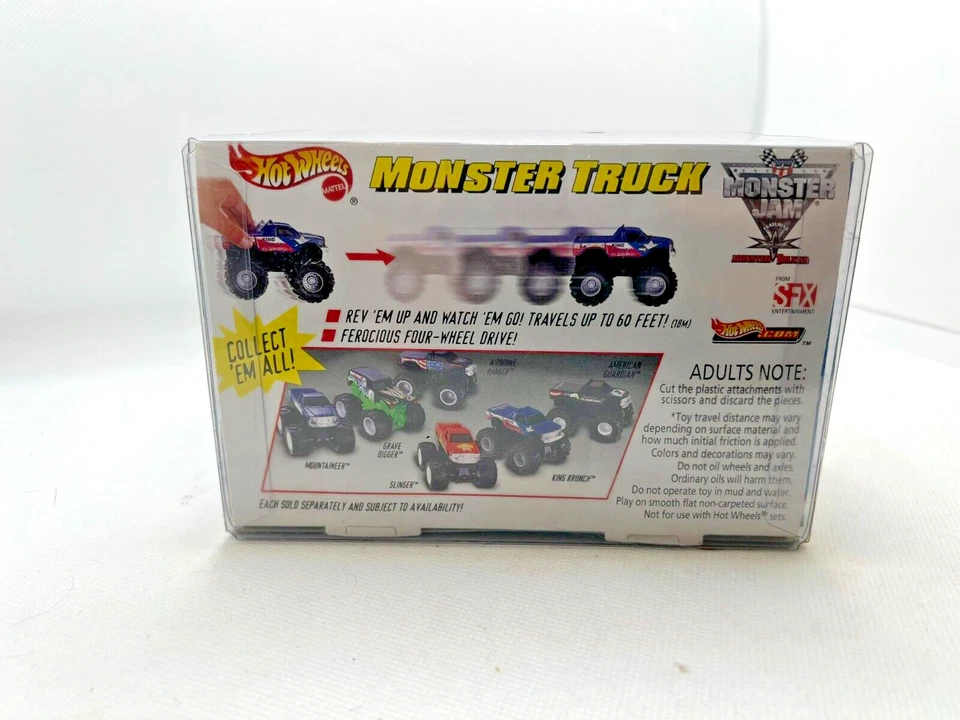 HOT WHEELS
MATTEL
®
MONSTER TRUCK
MONSTER
JAM
®
KING
KING
FROM
SFX
ENTERTAINMENT
HOT WHEELS
.COM™
REV 'EM UP AND WATCH 'EM GO! TRAVELS UP TO 60 FEET! (18M)
FEROCIOUS FOUR-WHEEL DRIVE!
COLLECT
'EM ALL!
AIRBORNE
RANGER™
AMERICAN
GUARDIAN™
MOUNTAINEER™
GRAVE
DIGGER™
SLINGER™
KING KRUNCH™
EACH SOLD SEPARATELY AND SUBJECT TO AVAILABILITY!
ADULTS NOTE:
Cut the plastic attachments with
scissors and discard the pieces.
*Toy travel distance may vary
depending on surface material and
how much initial friction is applied.
Colors and decorations may vary.
Do not oil wheels and axles.
Ordinary oils will harm them.
Do not operate toy in mud and water.
Play on smooth flat non-carpeted surface.
Not for use with Hot Wheels® sets.